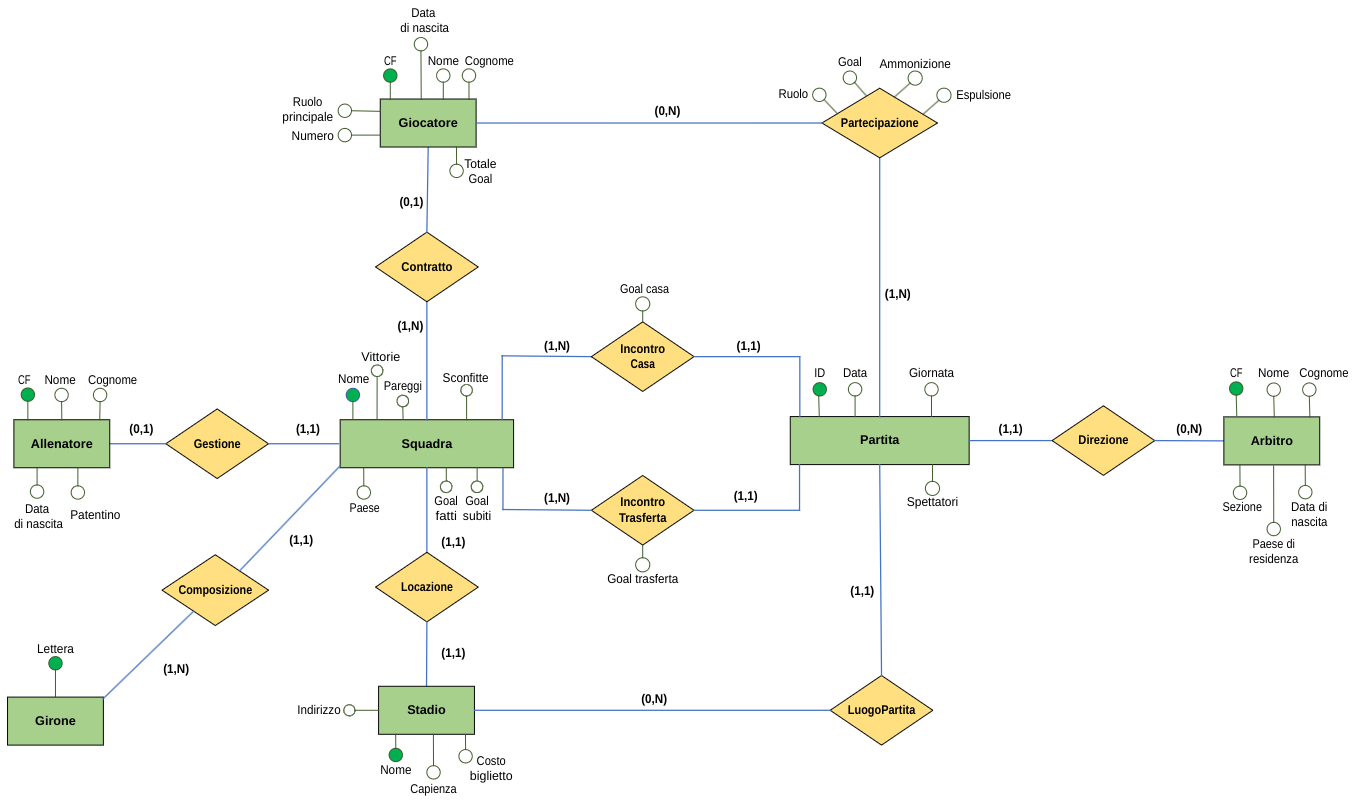 Data
di nascita
CF
Nome
Cognome
Ruolo
principale
Numero
Giocatore
Totale
Goal
(0,N)
Goal
Ammonizione
Ruolo
Espulsione
Partecipazione
(0,1)
Contratto
(1,N)
(1,N)
Goal casa
Incontro
Casa
(1,N)
(1,1)
CF
Nome
Cognome
Allenatore
Data
di nascita
Patentino
(0,1)
Gestione
(1,1)
Nome
Vittorie
Pareggi
Sconfitte
Squadra
Paese
Goal
fatti
Goal
subiti
(1,N)
Incontro
Trasferta
Goal trasferta
(1,1)
ID
Data
Giornata
Partita
Spettatori
(1,1)
Direzione
(0,N)
CF
Nome
Cognome
Arbitro
Sezione
Data di
nascita
Paese di
residenza
(1,1)
Composizione
(1,N)
(1,1)
Locazione
(1,1)
(1,1)
Lettera
Girone
Indirizzo
Stadio
Nome
Capienza
Costo
biglietto
(0,N)
LuogoPartita